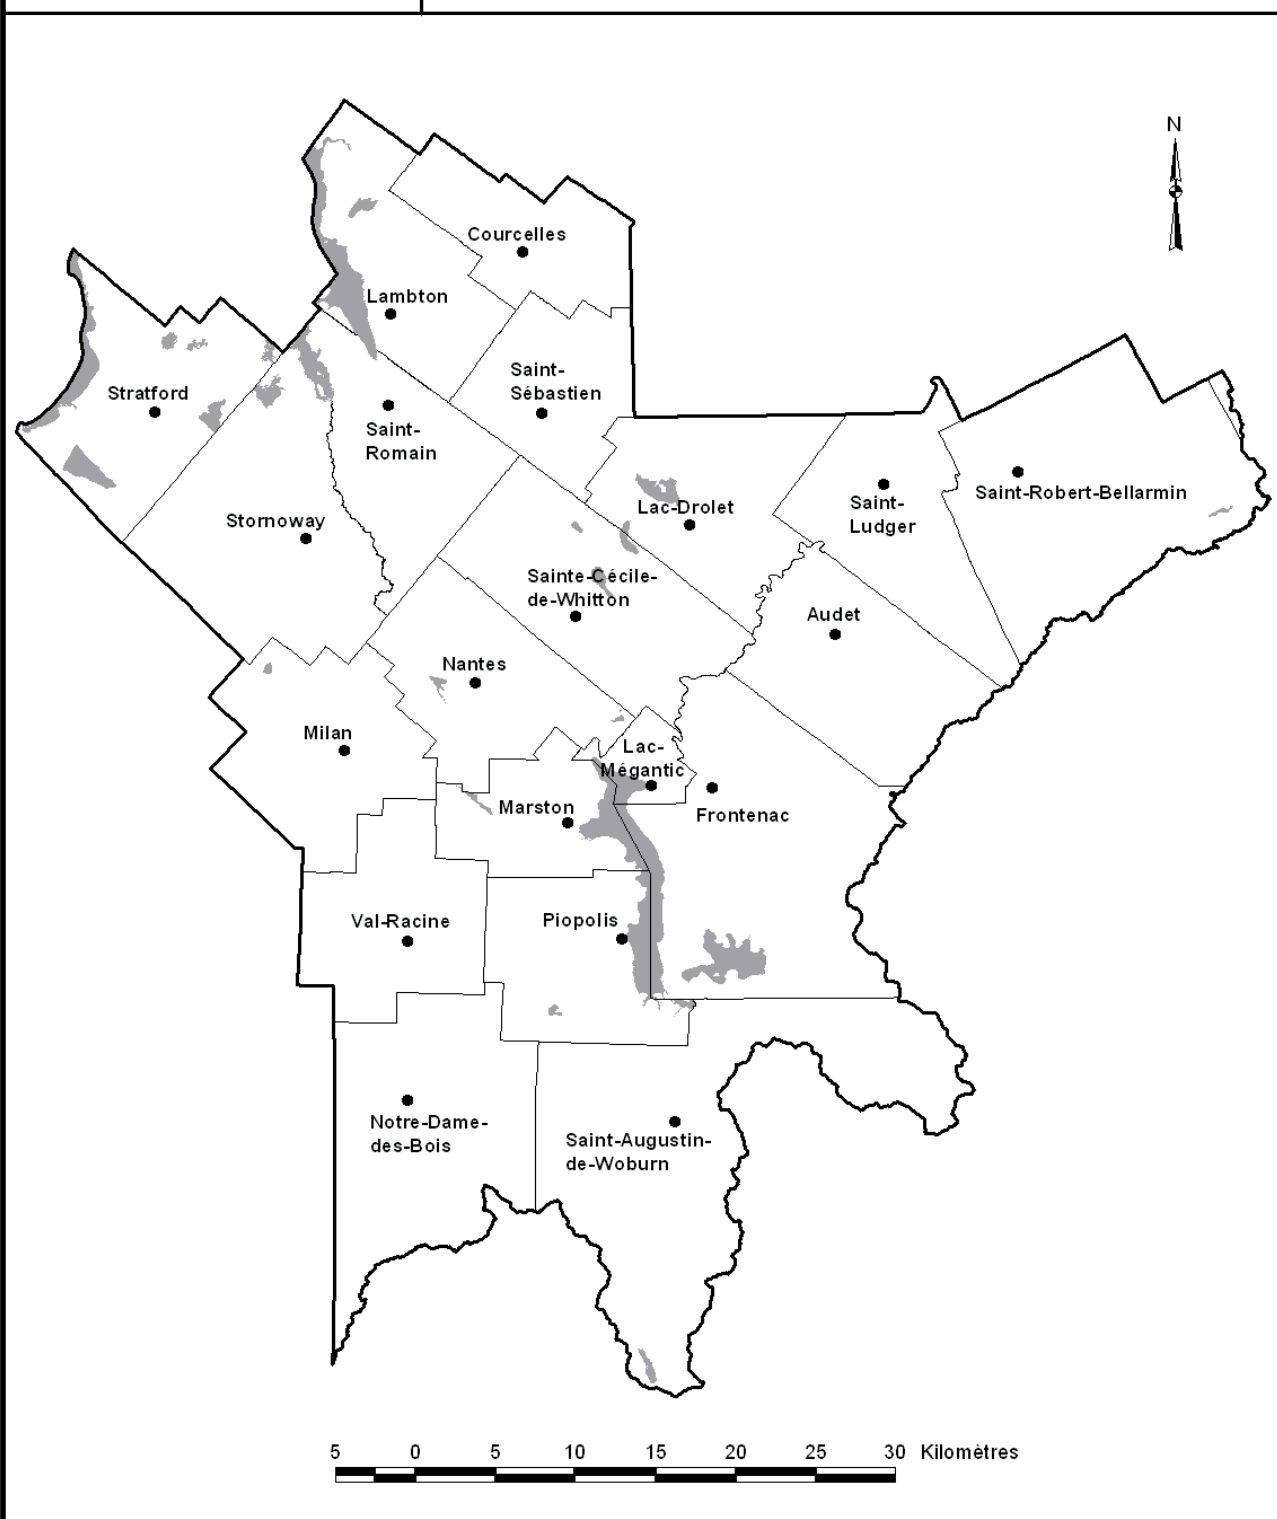 N
Courcelles
Lambton
Saint-
Sébastien
Stratford
Saint-
Romain
Lac-Drolet
Saint-
Ludger
Saint-Robert-Bellarmin
Stornoway
Sainte-Cécile-
de-Whitton
Audet
Nantes
Milan
Lac-
Mégantic
Marston
Frontenac
Val-Racine
Piopolis
Notre-Dame-
des-Bois
Saint-Augustin-
de-Woburn
5 0 5 10 15 20 25 30 Kilomètres